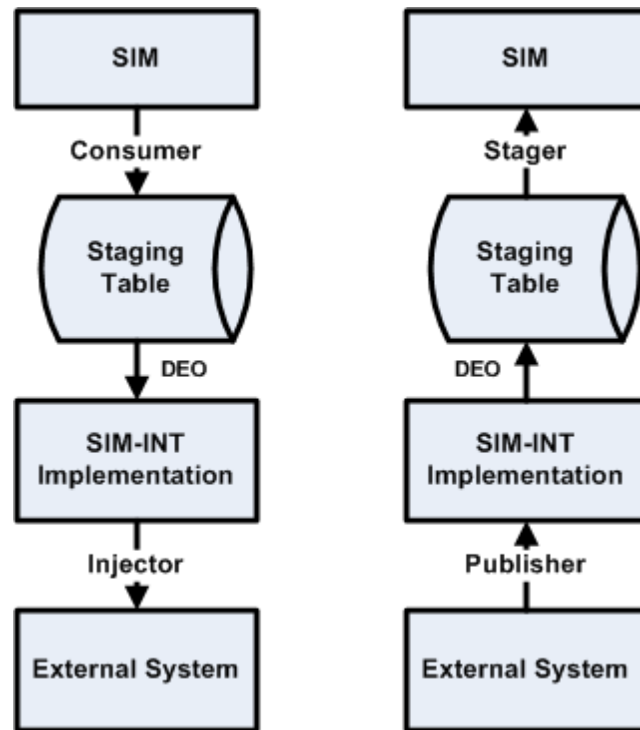 SIM
Consumer
Staging
Table
DEO
SIM-INT
Implementation
Injector
External System
SIM
Stager
Staging
Table
DEO
SIM-INT
Implementation
Publisher
External System